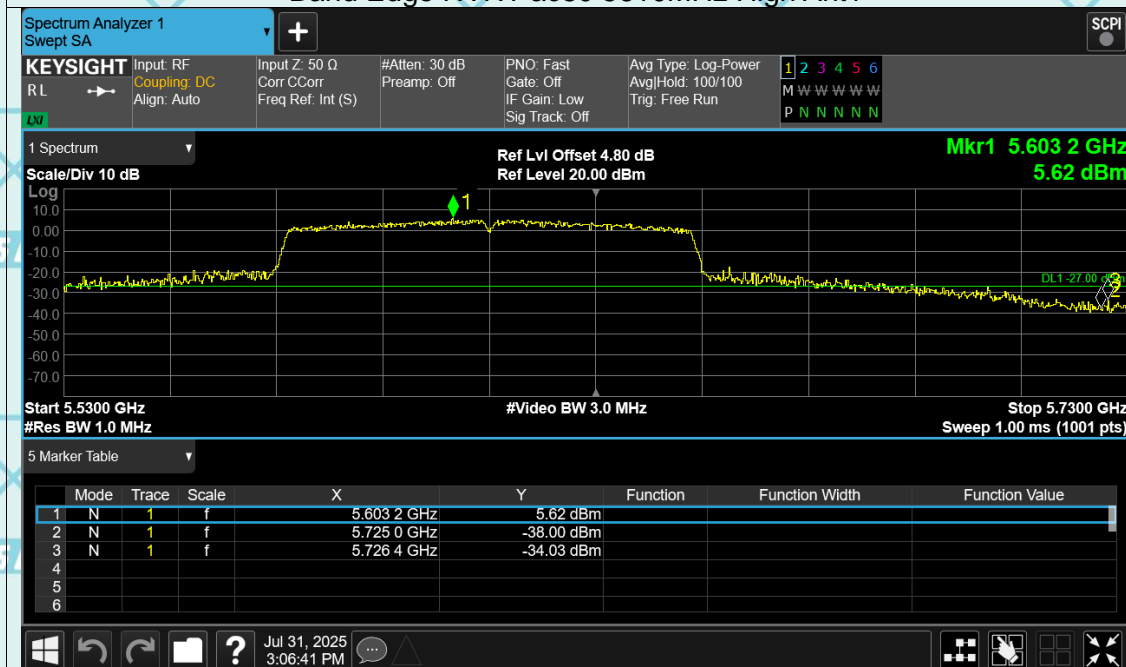 Spectrum Analyzer 1
Swept SA
SCPI
KEYSIGHT Input: RF Input Z: 50 Ω #Atten: 30 dB PNO: Fast Avg Type: Log-Power 1 2 3 4 5 6
RL Coupling: DC Corr CCorr Preamp: Off Gate: Off Avg|Hold: 100/100 M W W W W W
Align: Auto Freq Ref: Int (S) IF Gain: Low Trig: Free Run
LXI Sig Track: Off P N N N N N
1 Spectrum Ref Lvl Offset 4.80 dB Mkr1 5.603 2 GHz
Scale/Div 10 dB Ref Level 20.00 dBm 5.62 dBm
Log
1
10.0
0.00
-10.0
-20.0
DL1 -27.00
-30.0
-40.0
-50.0
-60.0
-70.0
Start 5.5300 GHz #Video BW 3.0 MHz Stop 5.7300 GHz
#Res BW 1.0 MHz Sweep 1.00 ms (1001 pts)
5 Marker Table
Mode Trace Scale X Y Function Function Width Function Value
1 N 1 f 5.603 2 GHz 5.62 dBm
2 N 1 f 5.725 0 GHz -38.00 dBm
3 N 1 f 5.726 4 GHz -34.03 dBm
4
5
6
Jul 31, 2025
3:06:41 PM